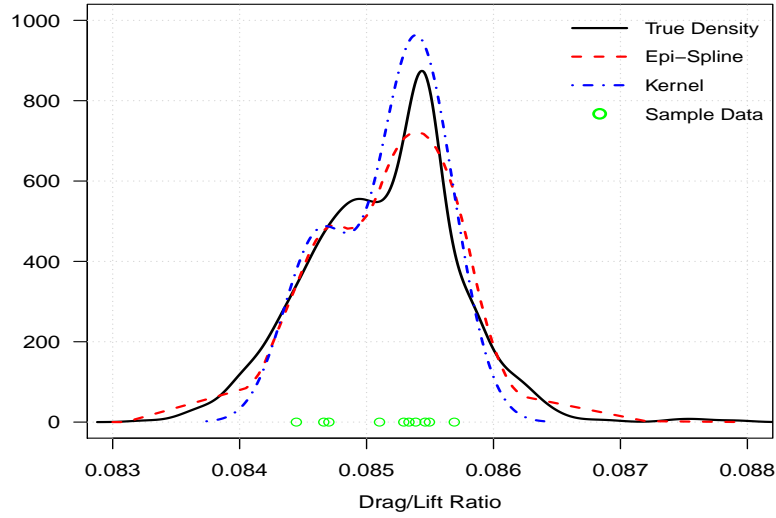 1000
800
600
400
200
0
True Density
Epi−Spline
Kernel
Sample Data
0.083 0.084 0.085 0.086 0.087 0.088
Drag/Lift Ratio